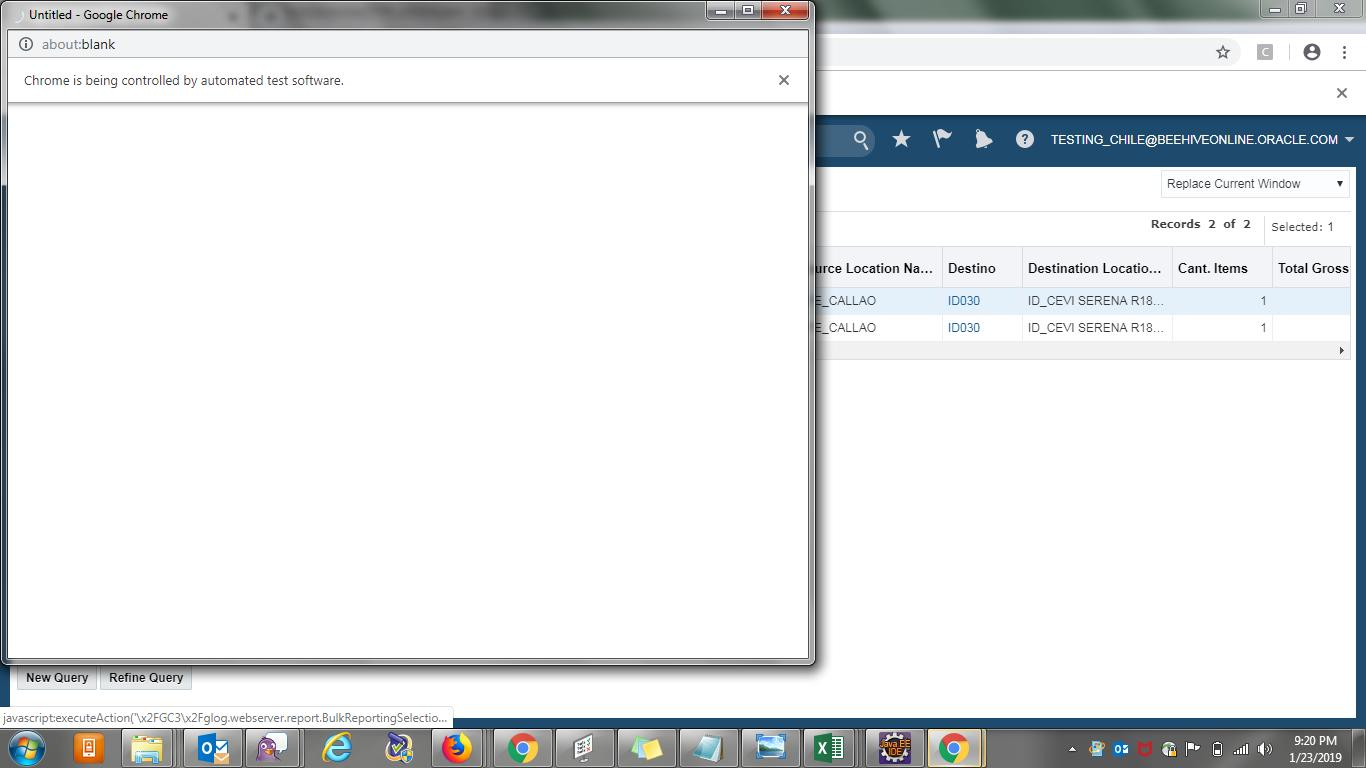 Untitled - Google Chrome
about:blank
Chrome is being controlled by automated test software.
TESTING_CHILE@BEEHIVEONLINE.ORACLE.COM
Replace Current Window
Records 2 of 2
Selected: 1
urce Location Na... Destino Destination Locatio... Cant. Items Total Gross
E_CALLAO ID030 ID_CEVI SERENA R18... 1
E_CALLAO ID030 ID_CEVI SERENA R18... 1
New Query Refine Query
javascript:executeAction("\x2FGC3\x2Fglog.webserver.report.BulkReportingSelectio...
Java EE
IDE
9:20 PM
1/23/2019